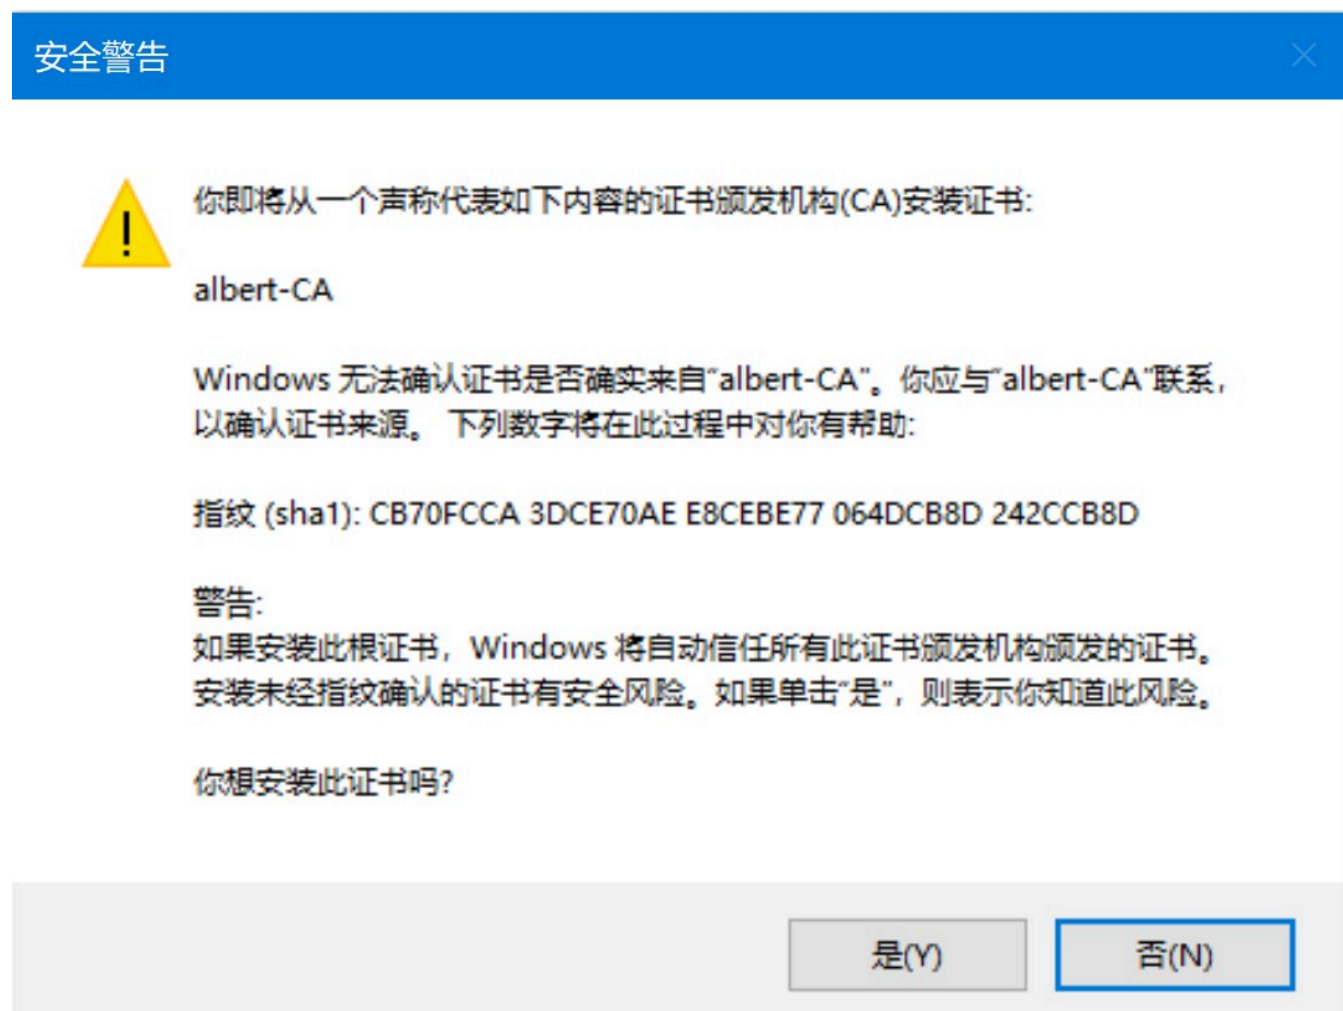 安全警告
你即将从一个声称代表如下内容的证书颁发机构(CA)安装证书:
albert-CA
Windows 无法确认证书是否确实来自"albert-CA"。你应与"albert-CA"联系，
以确认证书来源。 下列数字将在此过程中对你有帮助:
指纹 (sha1): CB70FCCA 3DCE70AE E8CEBE77 064DCB8D 242CCB8D
警告:
如果安装此根证书，Windows 将自动信任所有此证书颁发机构颁发的证书。
安装未经指纹确认的证书有安全风险。如果单击"是"，则表示你知道此风险。
你想安装此证书吗?
是(Y)
否(N)